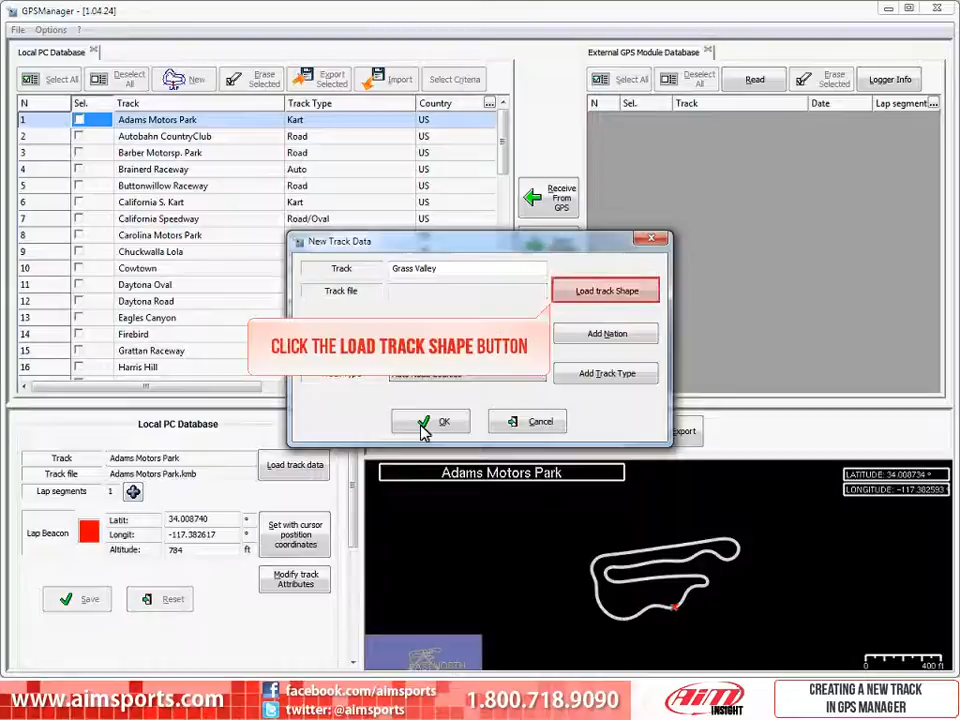 GPSManager - [1.04.24]
File Options ?
Local PC Database
External GPS Module Database
Select All
Deselect All
New
Erase Selected
Export Selected
Import
Select Criteria
Select All
Deselect All
Read
Erase Selected
Logger Info
N Sel. Track Track Type Country ...
N Sel. Track Date Lap segment...
1 Adams Motors Park Kart US
2 Autobahn CountryClub Road US
3 Barber Motorsp. Park Road US
4 Brainerd Raceway Auto US
5 Buttonwillow Raceway Road US
6 California S. Kart Kart US
7 California Speedway Road/Oval US
8 Carolina Motors Park
9 Chuckwalla Lola
10 Cowtown
11 Daytona Oval
12 Daytona Road
13 Eagles Canyon
14 Firebird
15 Grattan Raceway
16 Harris Hill
Receive From GPS
New Track Data
Track Grass Valley
Track file
Load track Shape
Add Nation
Add Track Type
CLICK THE LOAD TRACK SHAPE BUTTON
OK
Cancel
Local PC Database
Track Adams Motors Park
Track file Adams Motors Park.kmb
Load track data
Lap segments 1
Lap Beacon
Latit: 34.008740 °
Longit: -117.382617 °
Altitude: 784 ft
Set with cursor position coordinates
Modify track Attributes
Save
Reset
Export
Adams Motors Park
LATITUDE: 34.008734 °
LONGITUDE: -117.382593 °
0 400 ft
www.aimsports.com
facebook.com/aimsports
twitter: @aimsports
1.800.718.9090
AiM INSIGHT
CREATING A NEW TRACK
IN GPS MANAGER